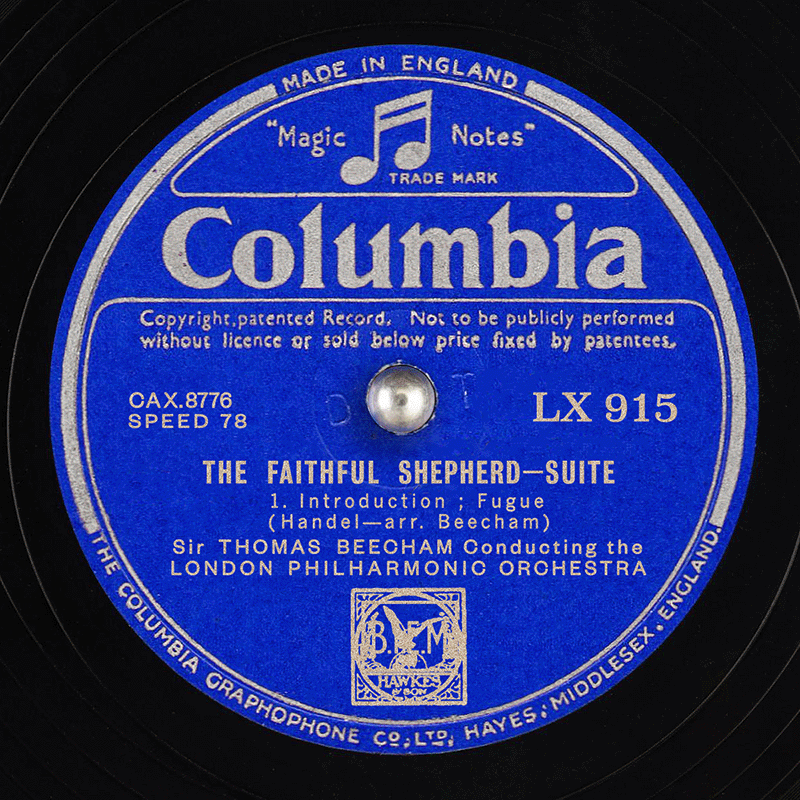 MADE IN ENGLAND
"Magic Notes"
TRADE MARK
Columbia
Copyright,patented Record. Not to be publicly performed
without licence or sold below price fixed by patentees.
CAX.8776
SPEED 78
LX 915
THE FAITHFUL SHEPHERD—SUITE
1. Introduction ; Fugue
(Handel—arr. Beecham)
Sir THOMAS BEECHAM Conducting the
LONDON PHILHARMONIC ORCHESTRA
HAWKES
& SON
THE COLUMBIA GRAPHOPHONE CO., LTD, HAYES, MIDDLESEX, ENGLAND.